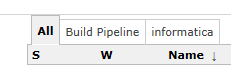 All Build Pipeline informatica
S W Name ↓